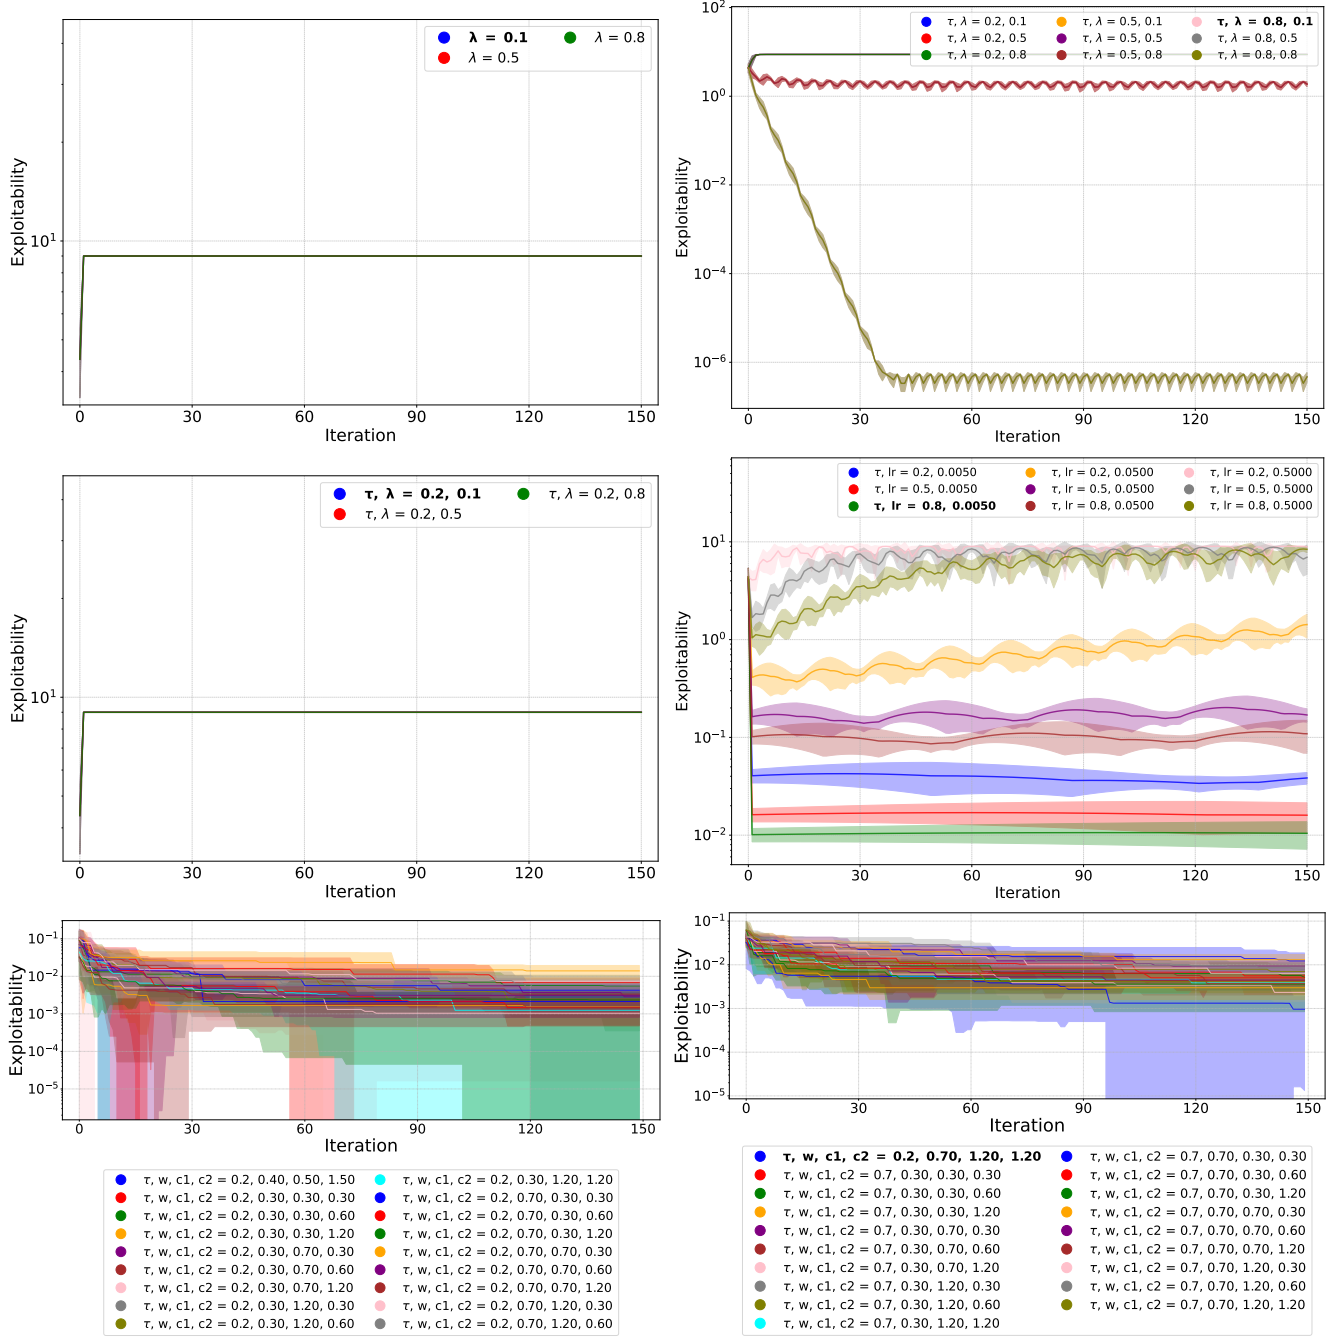 λ = 0.1
λ = 0.8
λ = 0.5
10¹
Exploitability
0 30 60 90 120 150
Iteration
τ, λ = 0.2, 0.1
τ, λ = 0.5, 0.1
τ, λ = 0.8, 0.1
τ, λ = 0.2, 0.5
τ, λ = 0.5, 0.5
τ, λ = 0.8, 0.5
τ, λ = 0.2, 0.8
τ, λ = 0.5, 0.8
τ, λ = 0.8, 0.8
10²
10⁰
10⁻²
10⁻⁴
10⁻⁶
Exploitability
0 30 60 90 120 150
Iteration
τ, λ = 0.2, 0.1
τ, λ = 0.2, 0.8
τ, λ = 0.2, 0.5
10¹
Exploitability
0 30 60 90 120 150
Iteration
τ, lr = 0.2, 0.0050
τ, lr = 0.2, 0.0500
τ, lr = 0.2, 0.5000
τ, lr = 0.5, 0.0050
τ, lr = 0.5, 0.0500
τ, lr = 0.5, 0.5000
τ, lr = 0.8, 0.0050
τ, lr = 0.8, 0.0500
τ, lr = 0.8, 0.5000
10¹
10⁰
10⁻¹
10⁻²
Exploitability
0 30 60 90 120 150
Iteration
10⁻¹
10⁻²
10⁻³
10⁻⁴
10⁻⁵
Exploitability
0 30 60 90 120 150
Iteration
τ, w, c1, c2 = 0.2, 0.40, 0.50, 1.50
τ, w, c1, c2 = 0.2, 0.30, 0.30, 0.30
τ, w, c1, c2 = 0.2, 0.30, 0.30, 0.60
τ, w, c1, c2 = 0.2, 0.30, 0.30, 1.20
τ, w, c1, c2 = 0.2, 0.30, 0.70, 0.30
τ, w, c1, c2 = 0.2, 0.30, 0.70, 0.60
τ, w, c1, c2 = 0.2, 0.30, 0.70, 1.20
τ, w, c1, c2 = 0.2, 0.30, 1.20, 0.30
τ, w, c1, c2 = 0.2, 0.30, 1.20, 0.60
τ, w, c1, c2 = 0.2, 0.30, 1.20, 1.20
τ, w, c1, c2 = 0.2, 0.70, 0.30, 0.30
τ, w, c1, c2 = 0.2, 0.70, 0.30, 0.60
τ, w, c1, c2 = 0.2, 0.70, 0.30, 1.20
τ, w, c1, c2 = 0.2, 0.70, 0.70, 0.30
τ, w, c1, c2 = 0.2, 0.70, 0.70, 0.60
τ, w, c1, c2 = 0.2, 0.70, 0.70, 1.20
τ, w, c1, c2 = 0.2, 0.70, 1.20, 0.30
τ, w, c1, c2 = 0.2, 0.70, 1.20, 0.60
10⁻¹
10⁻²
10⁻³
10⁻⁴
10⁻⁵
Exploitability
0 30 60 90 120 150
Iteration
τ, w, c1, c2 = 0.2, 0.70, 1.20, 1.20
τ, w, c1, c2 = 0.7, 0.30, 0.30, 0.30
τ, w, c1, c2 = 0.7, 0.30, 0.30, 0.60
τ, w, c1, c2 = 0.7, 0.30, 0.30, 1.20
τ, w, c1, c2 = 0.7, 0.30, 0.70, 0.30
τ, w, c1, c2 = 0.7, 0.30, 0.70, 0.60
τ, w, c1, c2 = 0.7, 0.30, 0.70, 1.20
τ, w, c1, c2 = 0.7, 0.30, 1.20, 0.30
τ, w, c1, c2 = 0.7, 0.30, 1.20, 0.60
τ, w, c1, c2 = 0.7, 0.30, 1.20, 1.20
τ, w, c1, c2 = 0.7, 0.70, 0.30, 0.30
τ, w, c1, c2 = 0.7, 0.70, 0.30, 0.60
τ, w, c1, c2 = 0.7, 0.70, 0.30, 1.20
τ, w, c1, c2 = 0.7, 0.70, 0.70, 0.30
τ, w, c1, c2 = 0.7, 0.70, 0.70, 0.60
τ, w, c1, c2 = 0.7, 0.70, 0.70, 1.20
τ, w, c1, c2 = 0.7, 0.70, 1.20, 0.30
τ, w, c1, c2 = 0.7, 0.70, 1.20, 0.60
τ, w, c1, c2 = 0.7, 0.70, 1.20, 1.20